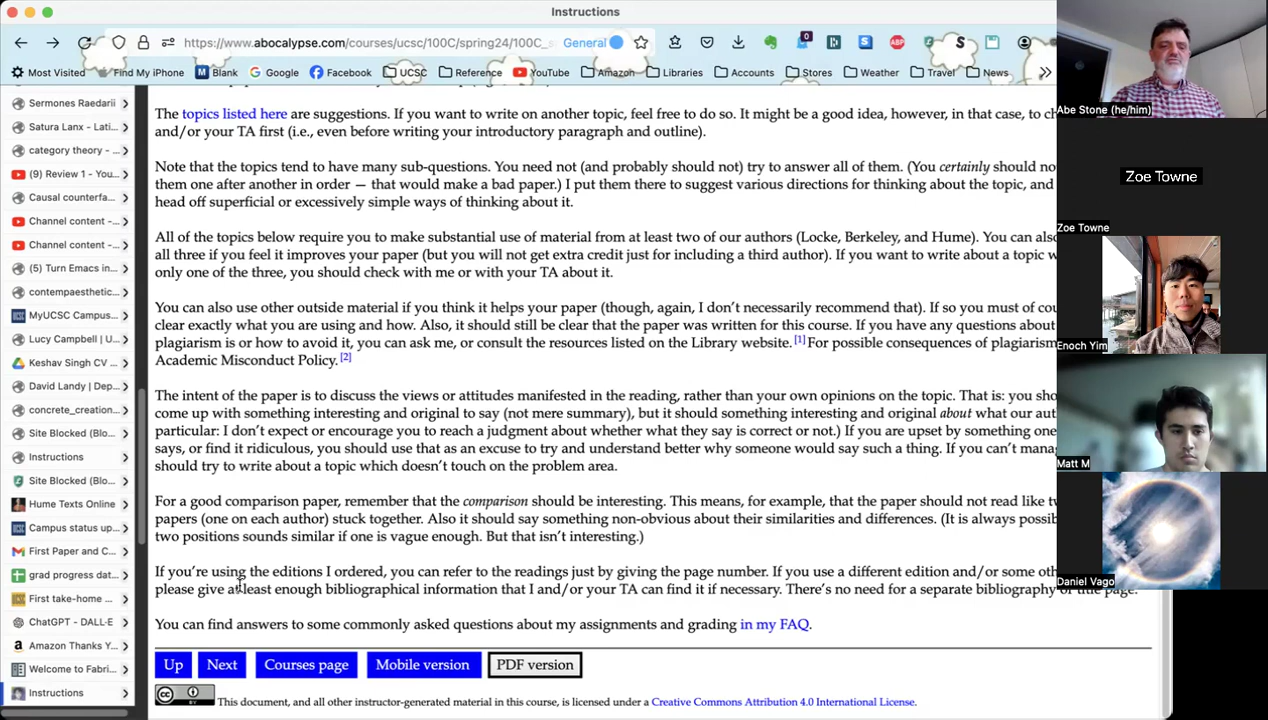 Instructions
https://www.abocalypse.com/courses/ucsc/100C/spring24/100C_s
General
0
ABP
S
Most Visited
Find My iPhone
M Blank
Google
Facebook
UCSC
Reference
YouTube
Amazon
Libraries
Accounts
Stores
Weather
Travel
News
Sermones Raedarii
Satura Lanx - Lati...
category theory - ...
(9) Review 1 - You...
Causal counterfa...
Channel content -...
Channel content -...
(5) Turn Emacs in...
contempaesthetic...
MyUCSC Campus...
Lucy Campbell | U...
Keshav Singh CV ...
David Landy | Dep...
concrete_creation...
Site Blocked (Blo...
Instructions
Site Blocked (Blo...
Hume Texts Online
Campus status up...
First Paper and C...
grad progress dat...
First take-home ...
ChatGPT - DALL-E
Amazon Thanks Y...
Welcome to Fabri...
Instructions
The topics listed here are suggestions. If you want to write on another topic, feel free to do so. It might be a good idea, however, in that case, to ch
and/or your TA first (i.e., even before writing your introductory paragraph and outline).
Note that the topics tend to have many sub-questions. You need not (and probably should not) try to answer all of them. (You certainly should no
them one after another in order — that would make a bad paper.) I put them there to suggest various directions for thinking about the topic, and
head off superficial or excessively simple ways of thinking about it.
All of the topics below require you to make substantial use of material from at least two of our authors (Locke, Berkeley, and Hume). You can also
all three if you feel it improves your paper (but you will not get extra credit just for including a third author). If you want to write about a topic w
only one of the three, you should check with me or with your TA about it.
You can also use other outside material if you think it helps your paper (though, again, I don't necessarily recommend that). If so you must of cou
clear exactly what you are using and how. Also, it should still be clear that the paper was written for this course. If you have any questions about
plagiarism is or how to avoid it, you can ask me, or consult the resources listed on the Library website. [1] For possible consequences of plagiarism
Academic Misconduct Policy. [2]
The intent of the paper is to discuss the views or attitudes manifested in the reading, rather than your own opinions on the topic. That is: you sho
come up with something interesting and original to say (not mere summary), but it should something interesting and original about what our aut
particular: I don't expect or encourage you to reach a judgment about whether what they say is correct or not.) If you are upset by something one
says, or find it ridiculous, you should use that as an excuse to try and understand better why someone would say such a thing. If you can't mana
should try to write about a topic which doesn't touch on the problem area.
For a good comparison paper, remember that the comparison should be interesting. This means, for example, that the paper should not read like tw
papers (one on each author) stuck together. Also it should say something non-obvious about their similarities and differences. (It is always possib
two positions sounds similar if one is vague enough. But that isn't interesting.)
If you're using the editions I ordered, you can refer to the readings just by giving the page number. If you use a different edition and/or some oth
please give at least enough bibliographical information that I and/or your TA can find it if necessary. There's no need for a separate bibliography or title page.
You can find answers to some commonly asked questions about my assignments and grading in my FAQ.
Up
Next
Courses page
Mobile version
PDF version
cc BY
This document, and all other instructor-generated material in this course, is licensed under a Creative Commons Attribution 4.0 International License.
Abe Stone (he/him)
Zoe Towne
Zoe Towne
Enoch Yim
Matt M
Daniel Vago